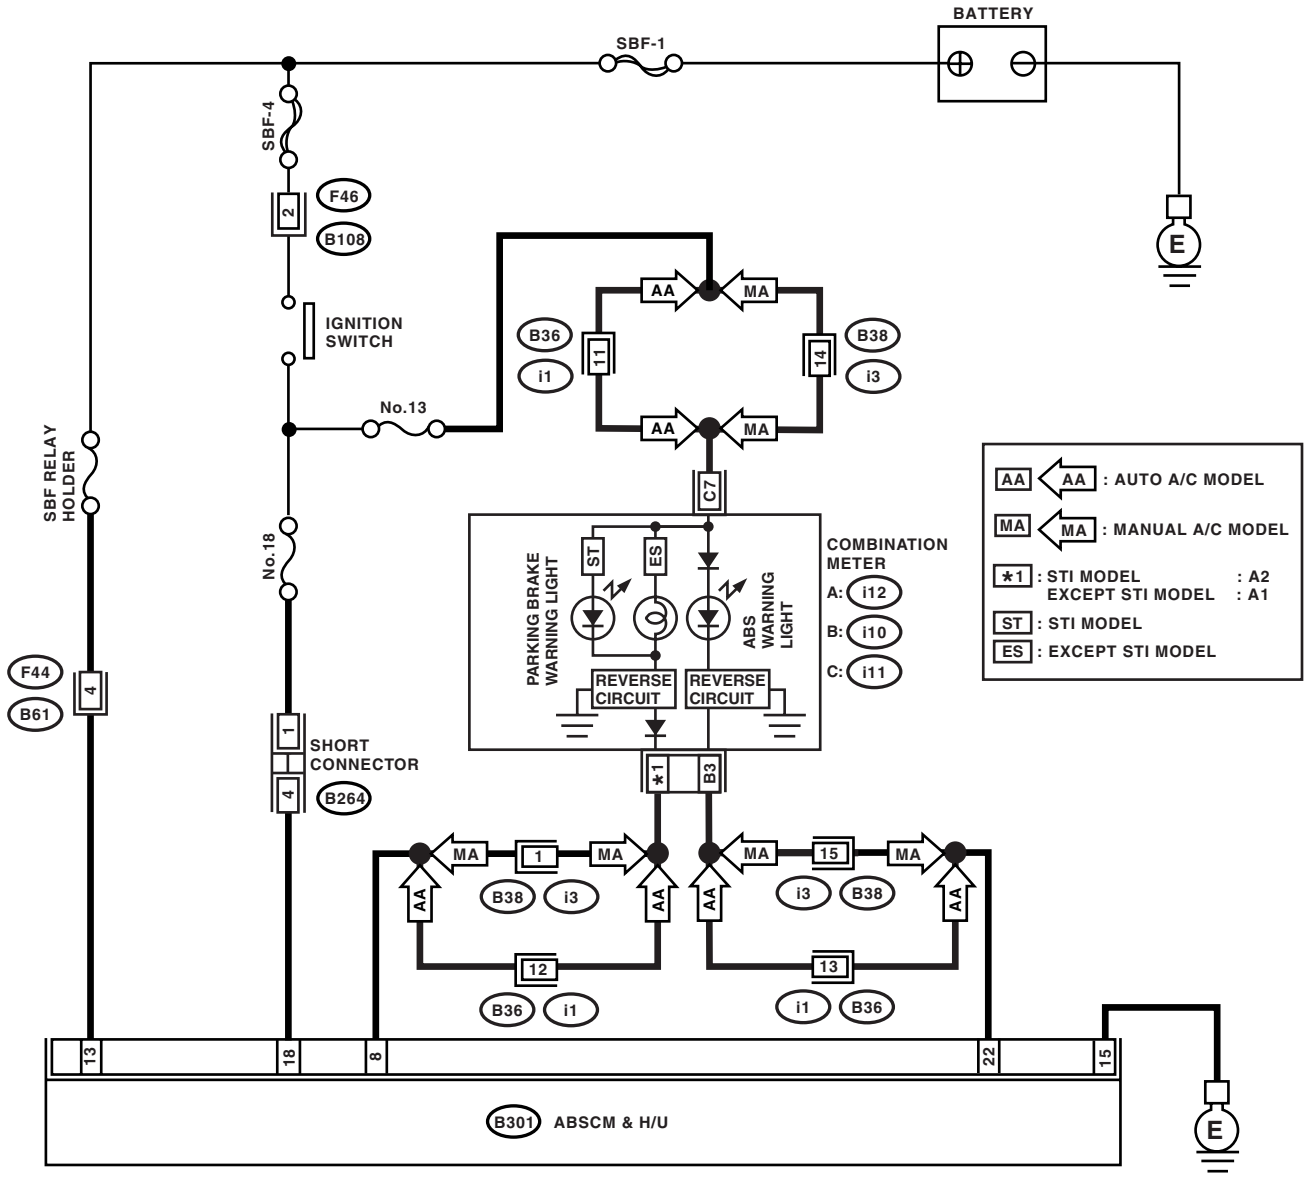 BATTERY
SBF-1
SBF-4
2
F46
B108
E
IGNITION
SWITCH
AA
MA
B36
i1
11
14
B38
i3
AA
MA
No.13
SBF RELAY
HOLDER
C7
No.18
PARKING BRAKE
WARNING LIGHT
ST
ES
ABS
WARNING
LIGHT
REVERSE
CIRCUIT
REVERSE
CIRCUIT
COMBINATION
METER
A: i12
B: i10
C: i11
AA AA : AUTO A/C MODEL
MA MA : MANUAL A/C MODEL
*1 : STI MODEL : A2
EXCEPT STI MODEL : A1
ST : STI MODEL
ES : EXCEPT STI MODEL
F44
B61
4
1
SHORT
CONNECTOR
4
B264
*1
B3
MA
1
MA
MA
15
MA
AA
B38
i3
AA
AA
i3
B38
AA
12
13
B36
i1
i1
B36
13
18
8
22
15
B301 ABSCM & H/U
E